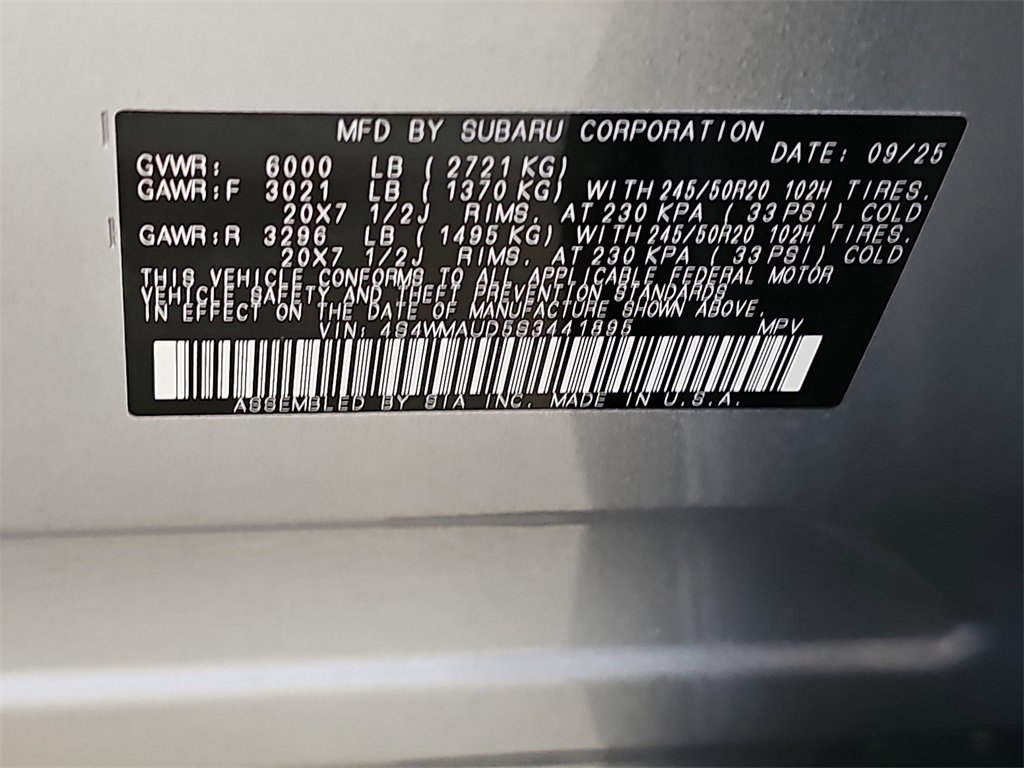 MFD BY SUBARU CORPORATION
DATE: 09/25
GVWR: 6000 LB ( 2721 KG)
GAWR:F 3021 LB ( 1370 KG) WITH 245/50R20 102H TIRES.
20X7 1/2J RIMS. AT 230 KPA ( 33 PSI) COLD
GAWR:R 3296 LB ( 1495 KG) WITH 245/50R20 102H TIRES.
20X7 1/2J RIMS. AT 230 KPA ( 33 PSI) COLD
THIS VEHICLE CONFORMS TO ALL APPLICABLE FEDERAL MOTOR
VEHICLE SAFETY AND THEFT PREVENTION STANDARDS
IN EFFECT ON THE DATE OF MANUFACTURE SHOWN ABOVE.
VIN: 4S4WMAUD5S3441895 MPV
ASSEMBLED BY SIA INC. MADE IN U.S.A.